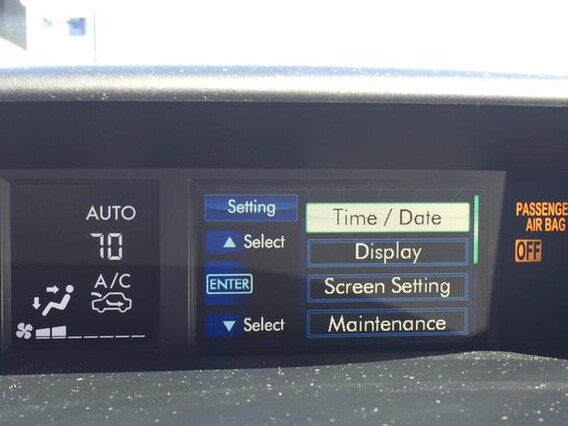 AUTO
70
A/C
Setting
Select
ENTER
Select
Time / Date
Display
Screen Setting
Maintenance
PASSENGE
AIR BAG
OFF